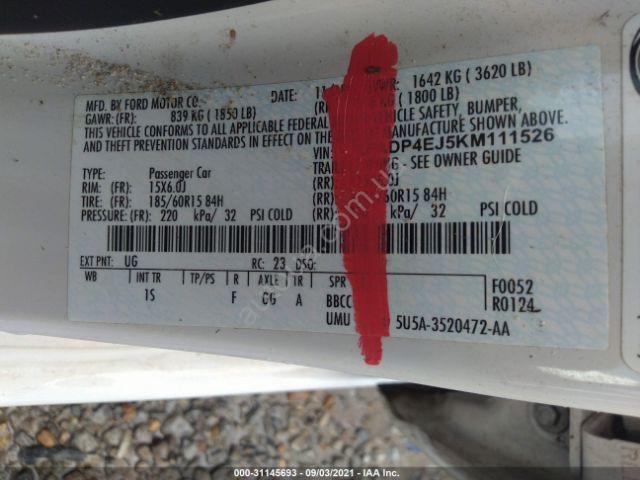 MFD. BY FORD MOTOR CO. DATE: GVWR: 1642 KG ( 3620 LB)
GAWR: (FR): 839 KG ( 1850 LB) KG ( 1800 LB)
THIS VEHICLE CONFORMS TO ALL APPLICABLE FEDERAL VEHICLE SAFETY, BUMPER,
AND THEFT PREVENTION STANDARDS IN EFFECT ON MANUFACTURE SHOWN ABOVE.
VIN: DP4EJ5KM111526
TYPE: Passenger Car - SEE OWNER GUIDE
RIM: (FR): 15X6.0J (RR)
TIRE: (FR): 185/60R15 84H (RR) 60R15 84H
PRESSURE: (FR): 220 kPa/ 32 PSI COLD (RR) kPa/ 32 PSI COLD
EXT PNT: UG RC: 23 DSO:
WB INT TR TP/PS R AXLE TR SPR
1S F OG A BBCC
UMU
F0052
R0124
5U5A-3520472-AA
000-31145693 - 09/03/2021 - IAA Inc.